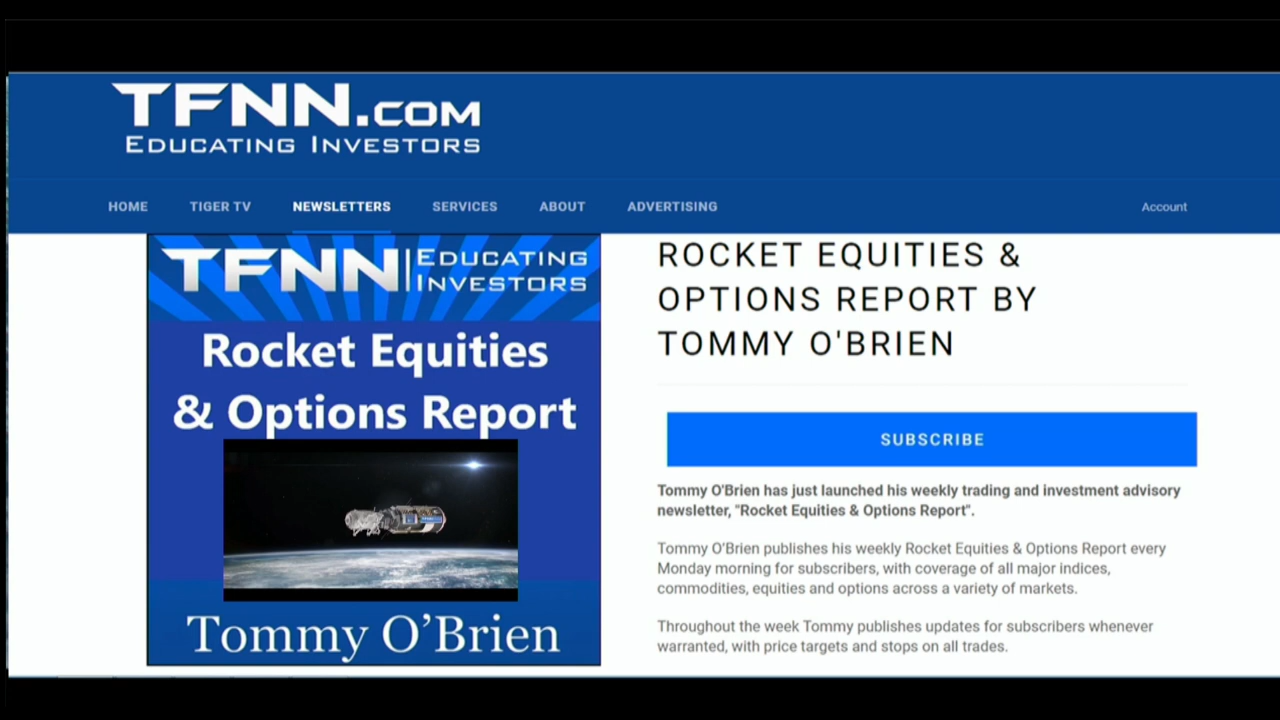 TFNN.COM
EDUCATING INVESTORS
HOME TIGER TV NEWSLETTERS SERVICES ABOUT ADVERTISING Account
TFNN EDUCATING
INVESTORS
Rocket Equities
& Options Report
Tommy O’Brien
ROCKET EQUITIES &
OPTIONS REPORT BY
TOMMY O'BRIEN
SUBSCRIBE
Tommy O'Brien has just launched his weekly trading and investment advisory
newsletter, "Rocket Equities & Options Report".
Tommy O’Brien publishes his weekly Rocket Equities & Options Report every
Monday morning for subscribers, with coverage of all major indices,
commodities, equities and options across a variety of markets.
Throughout the week Tommy publishes updates for subscribers whenever
warranted, with price targets and stops on all trades.